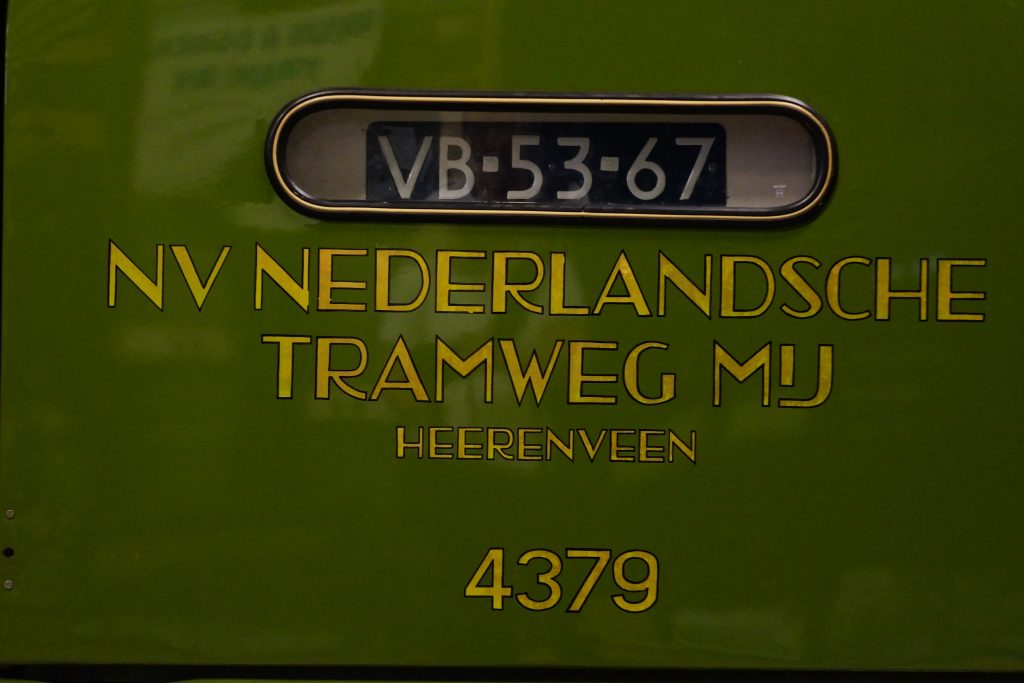 VB-53-67
NV NEDERLANDSCHE
TRAMWEG MIJ
HEERENVEEN
4379